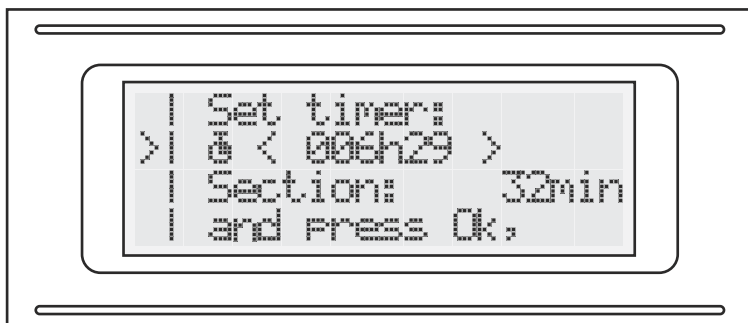 | Set timer:
>| ⏱ < 006h29 >
| Section: 32min
| and press Ok,